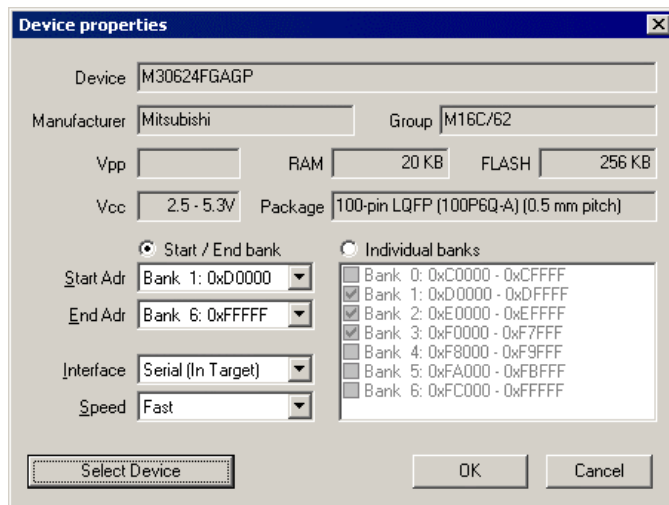 Device properties
Device M30624FGAGP
Manufacturer Mitsubishi Group M16C/62
Vpp RAM 20 KB FLASH 256 KB
Vcc 2.5 - 5.3V Package 100-pin LQFP (100P6Q-A) (0.5 mm pitch)
Start / End bank Individual banks
Start Adr Bank 1: 0xD0000
End Adr Bank 6: 0xFFFFF
Interface Serial (In Target)
Speed Fast
Bank 0: 0xC0000 - 0xCFFFF
Bank 1: 0xD0000 - 0xDFFFF
Bank 2: 0xE0000 - 0xEFFFF
Bank 3: 0xF0000 - 0xF7FFF
Bank 4: 0xF8000 - 0xF9FFF
Bank 5: 0xFA000 - 0xFBFFF
Bank 6: 0xFC000 - 0xFFFFF
Select Device OK Cancel